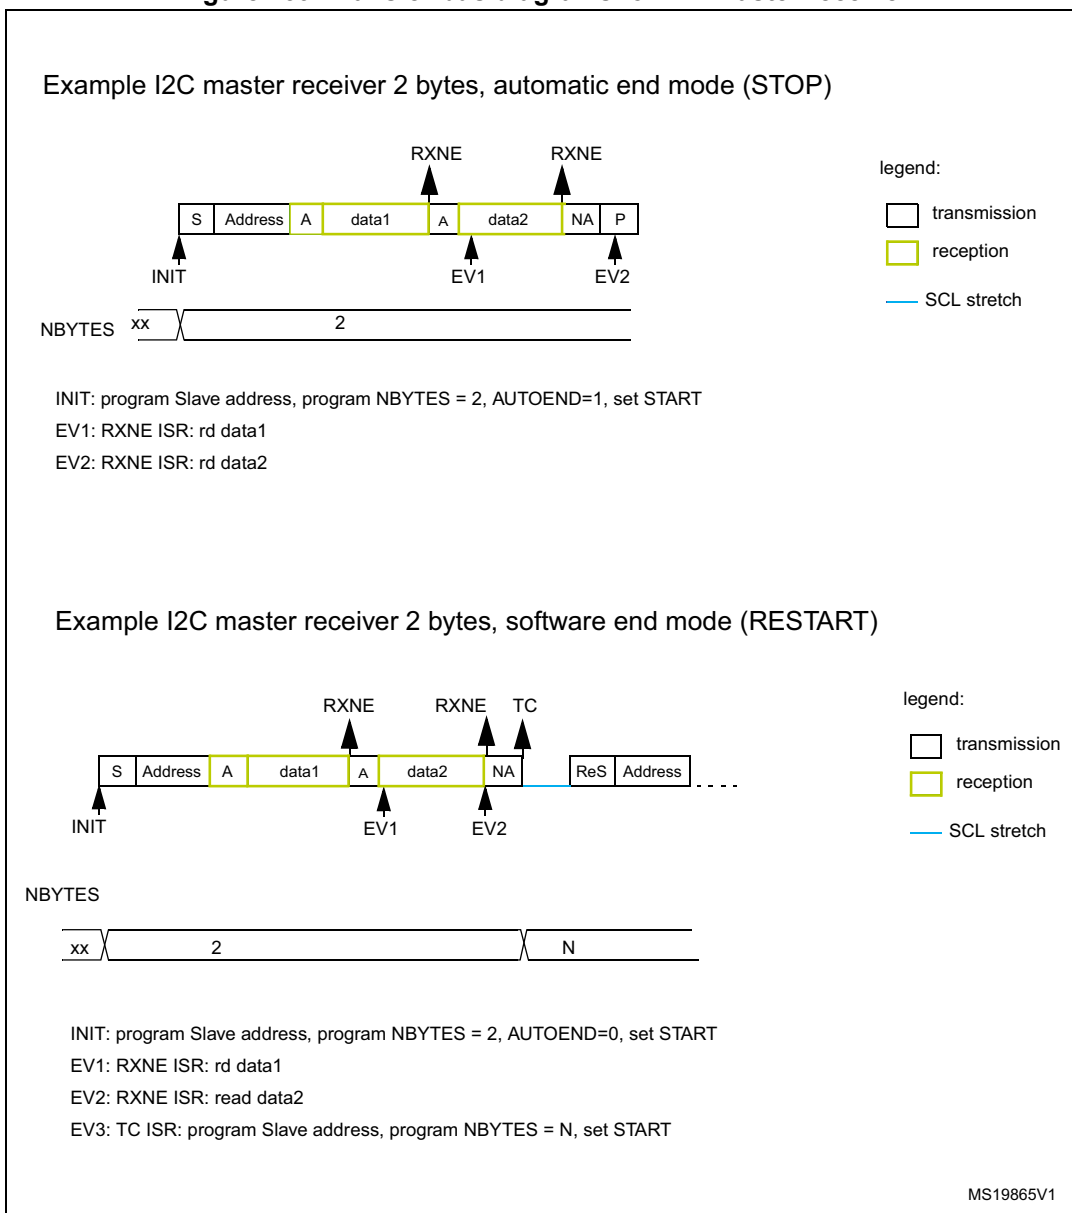 Example I2C master receiver 2 bytes, automatic end mode (STOP)
RXNE RXNE
legend:
S Address A data1 A data2 NA P
transmission
reception
INIT EV1 EV2
SCL stretch
NBYTES xx 2
INIT: program Slave address, program NBYTES = 2, AUTOEND=1, set START
EV1: RXNE ISR: rd data1
EV2: RXNE ISR: rd data2
Example I2C master receiver 2 bytes, software end mode (RESTART)
RXNE RXNE TC
legend:
S Address A data1 A data2 NA ReS Address
transmission
reception
INIT EV1 EV2
SCL stretch
NBYTES
xx 2 N
INIT: program Slave address, program NBYTES = 2, AUTOEND=0, set START
EV1: RXNE ISR: rd data1
EV2: RXNE ISR: read data2
EV3: TC ISR: program Slave address, program NBYTES = N, set START
MS19865V1